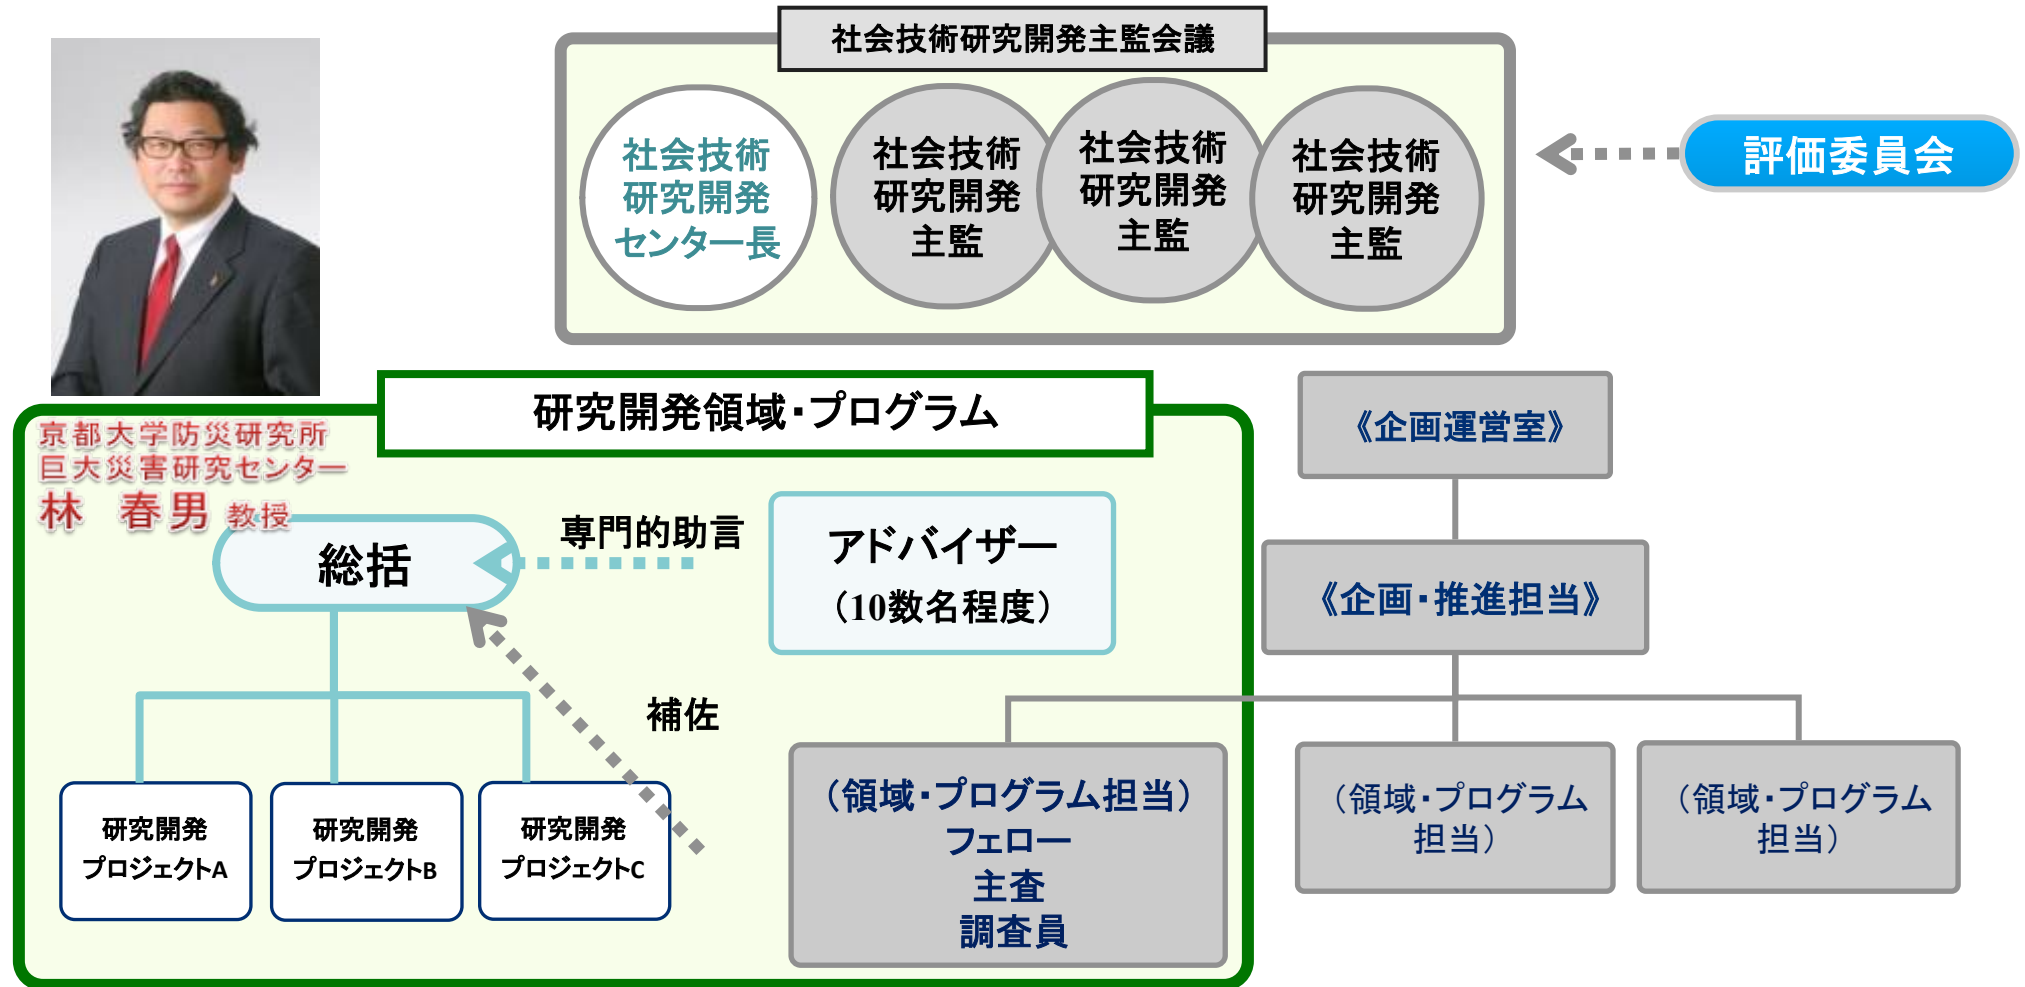 社会技術研究開発主監会議
社会技術
研究開発
センター長
社会技術
研究開発
主監
社会技術
研究開発
主監
社会技術
研究開発
主監
評価委員会
研究開発領域・プログラム
京都大学防災研究所
巨大災害研究センター
林　春男 教授
総括
専門的助言
アドバイザー
（10数名程度）
補佐
研究開発
プロジェクトA
研究開発
プロジェクトB
研究開発
プロジェクトC
《企画運営室》
《企画・推進担当》
（領域・プログラム担当）
フェロー
主査
調査員
（領域・プログラム
担当）
（領域・プログラム
担当）